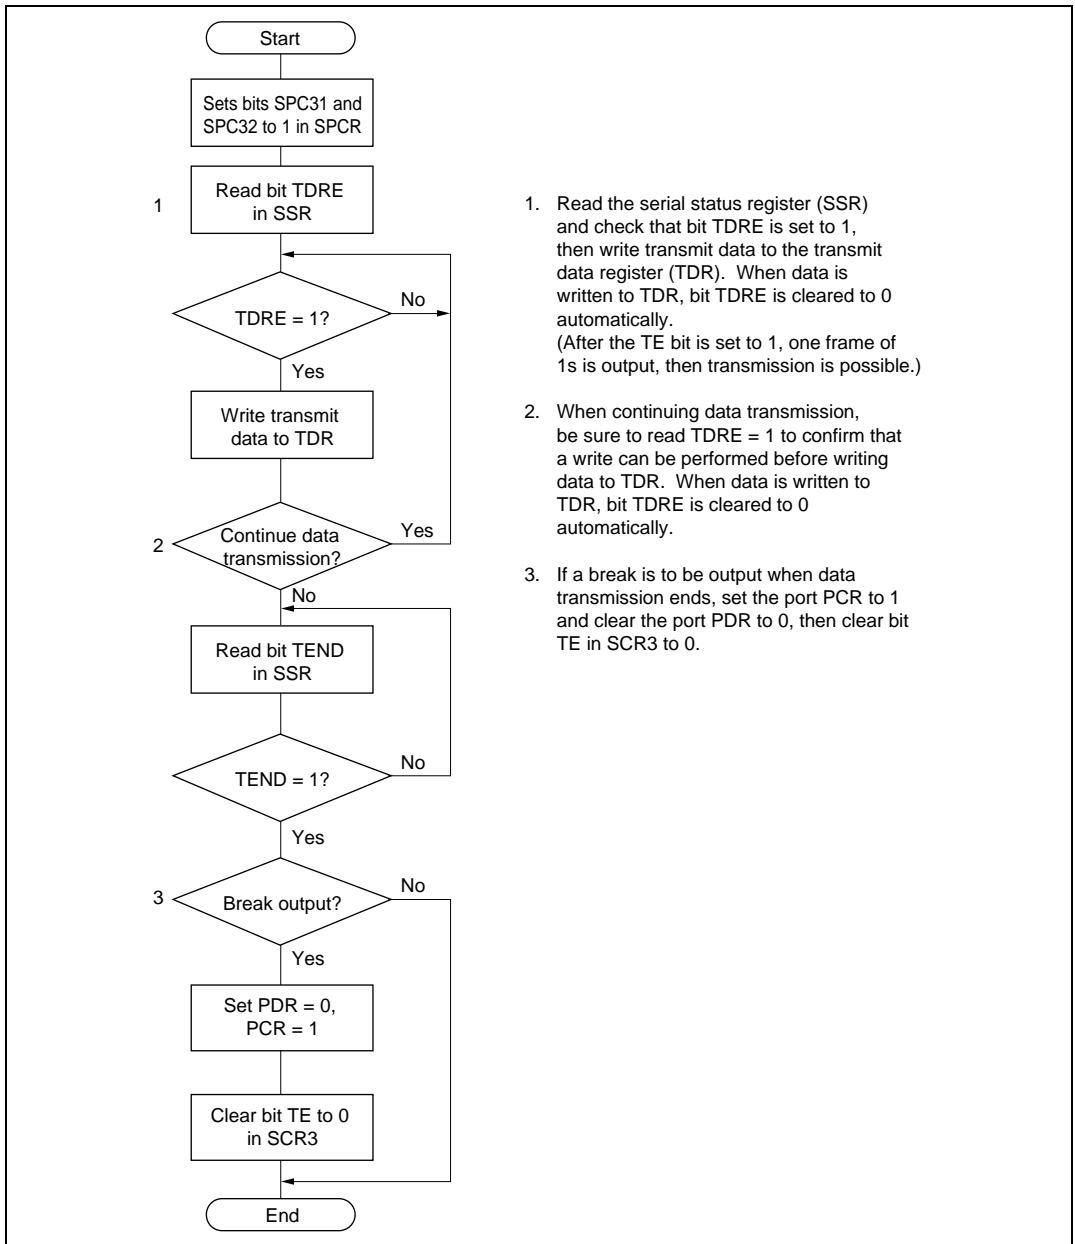 Start
Sets bits SPC31 and
SPC32 to 1 in SPCR
1
Read bit TDRE
in SSR
TDRE = 1?
No
Yes
Write transmit
data to TDR
2
Continue data
transmission?
Yes
No
Read bit TEND
in SSR
TEND = 1?
No
Yes
3
Break output?
No
Yes
Set PDR = 0,
PCR = 1
Clear bit TE to 0
in SCR3
End
1. Read the serial status register (SSR)
and check that bit TDRE is set to 1,
then write transmit data to the transmit
data register (TDR). When data is
written to TDR, bit TDRE is cleared to 0
automatically.
(After the TE bit is set to 1, one frame of
1s is output, then transmission is possible.)
2. When continuing data transmission,
be sure to read TDRE = 1 to confirm that
a write can be performed before writing
data to TDR. When data is written to
TDR, bit TDRE is cleared to 0
automatically.
3. If a break is to be output when data
transmission ends, set the port PCR to 1
and clear the port PDR to 0, then clear bit
TE in SCR3 to 0.